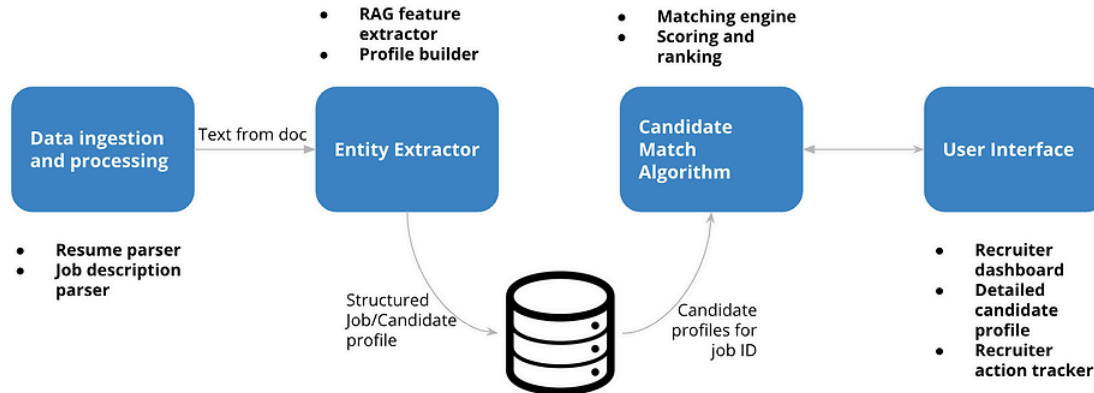 ● RAG feature
extractor
● Profile builder
● Matching engine
● Scoring and
ranking
Data ingestion
and processing
Text from doc
Entity Extractor
Candidate
Match
Algorithm
User Interface
● Resume parser
● Job description
parser
Structured
Job/Candidate
profile
Candidate
profiles for
job ID
● Recruiter
dashboard
● Detailed
candidate
profile
● Recruiter
action tracker